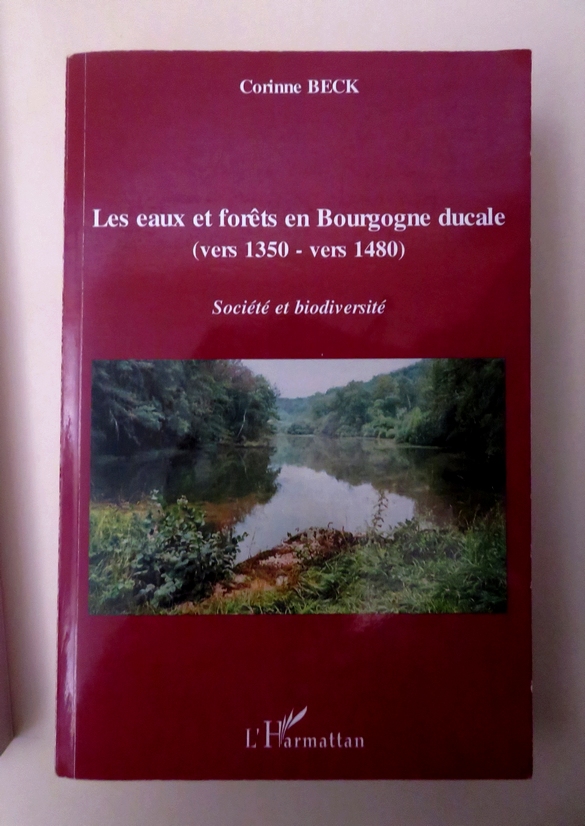 Corinne BECK
Les eaux et forêts en Bourgogne ducale
(vers 1350 - vers 1480)
Société et biodiversité
L'Harmattan